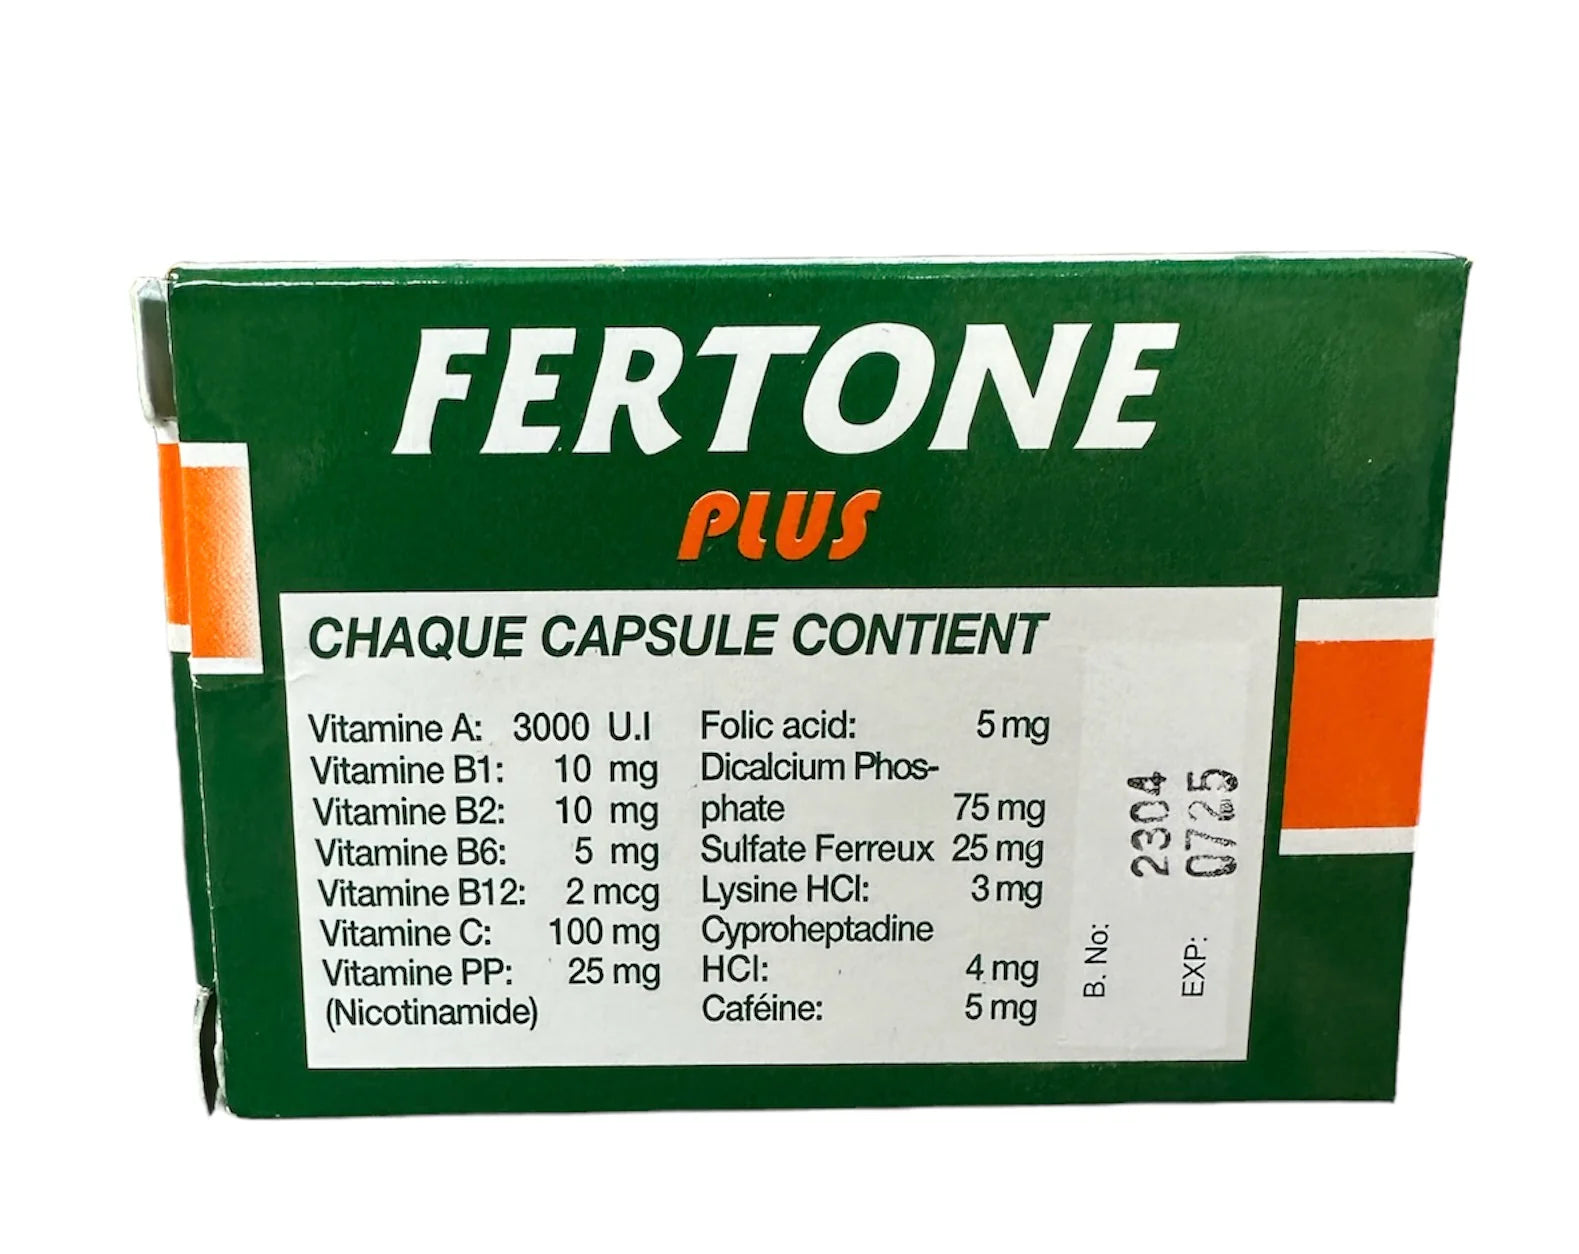 FERTONE
PLUS
CHAQUE CAPSULE CONTIENT
Vitamine A: 3000 U.I
Vitamine B1: 10 mg
Vitamine B2: 10 mg
Vitamine B6: 5 mg
Vitamine B12: 2 mcg
Vitamine C: 100 mg
Vitamine PP: 25 mg
(Nicotinamide)
Folic acid: 5 mg
Dicalcium Phos-
phate 75 mg
Sulfate Ferreux 25 mg
Lysine HCl: 3 mg
Cyproheptadine
HCl: 4 mg
Caféine: 5 mg
B. No: 2304
EXP: 0725